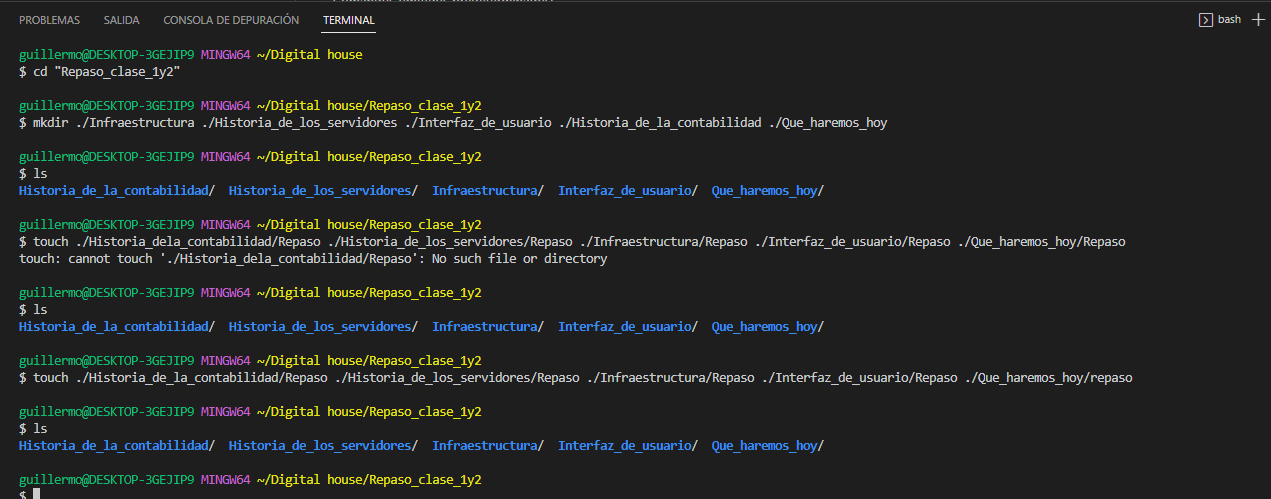 PROBLEMAS SALIDA CONSOLA DE DEPURACIÓN TERMINAL bash
guillermo@DESKTOP-3GEJIP9 MINGW64 ~/Digital house
$ cd "Repaso_clase_1y2"
guillermo@DESKTOP-3GEJIP9 MINGW64 ~/Digital house/Repaso_clase_1y2
$ mkdir ./Infraestructura ./Historia_de_los_servidores ./Interfaz_de_usuario ./Historia_de_la_contabilidad ./Que_haremos_hoy
guillermo@DESKTOP-3GEJIP9 MINGW64 ~/Digital house/Repaso_clase_1y2
$ ls
Historia_de_la_contabilidad/ Historia_de_los_servidores/ Infraestructura/ Interfaz_de_usuario/ Que_haremos_hoy/
guillermo@DESKTOP-3GEJIP9 MINGW64 ~/Digital house/Repaso_clase_1y2
$ touch ./Historia_dela_contabilidad/Repaso ./Historia_de_los_servidores/Repaso ./Infraestructura/Repaso ./Interfaz_de_usuario/Repaso ./Que_haremos_hoy/Repaso
touch: cannot touch './Historia_dela_contabilidad/Repaso': No such file or directory
guillermo@DESKTOP-3GEJIP9 MINGW64 ~/Digital house/Repaso_clase_1y2
$ ls
Historia_de_la_contabilidad/ Historia_de_los_servidores/ Infraestructura/ Interfaz_de_usuario/ Que_haremos_hoy/
guillermo@DESKTOP-3GEJIP9 MINGW64 ~/Digital house/Repaso_clase_1y2
$ touch ./Historia_de_la_contabilidad/Repaso ./Historia_de_los_servidores/Repaso ./Infraestructura/Repaso ./Interfaz_de_usuario/Repaso ./Que_haremos_hoy/repaso
guillermo@DESKTOP-3GEJIP9 MINGW64 ~/Digital house/Repaso_clase_1y2
$ ls
Historia_de_la_contabilidad/ Historia_de_los_servidores/ Infraestructura/ Interfaz_de_usuario/ Que_haremos_hoy/
guillermo@DESKTOP-3GEJIP9 MINGW64 ~/Digital house/Repaso_clase_1y2
$